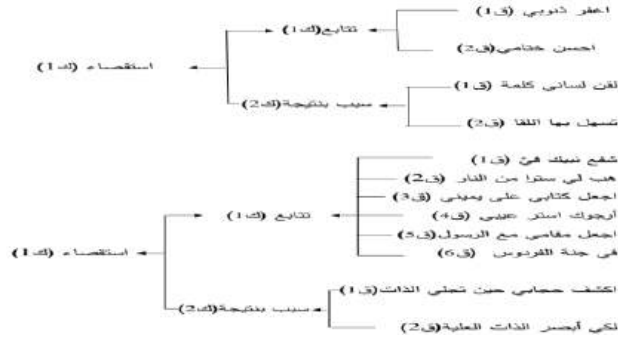 اغفر ذنوبي (ق1)
تتابع(ك1)
احسن ختامي (ق2)
استقصاء (ك1)
لقن لساني كلمة (ق1)
سبب بنتيجة(ك2)
تسهل بها اللقا (ق2)
شفع نبيك فيَّ (ق1)
هب لي سترا من النار (ق2)
اجعل كتابي على يميني (ق3)
تتابع (ك1)
أرجوك استر عيبي (ق4)
اجعل مقامي مع الرسول(ق5)
في جنة الفردوس (ق6)
استقصاء (ك1)
اكشف حجابي حين تجلي الذات(ق1)
سبب بنتيجة(ك2)
لكي أبصر الذات العلية(ق2)